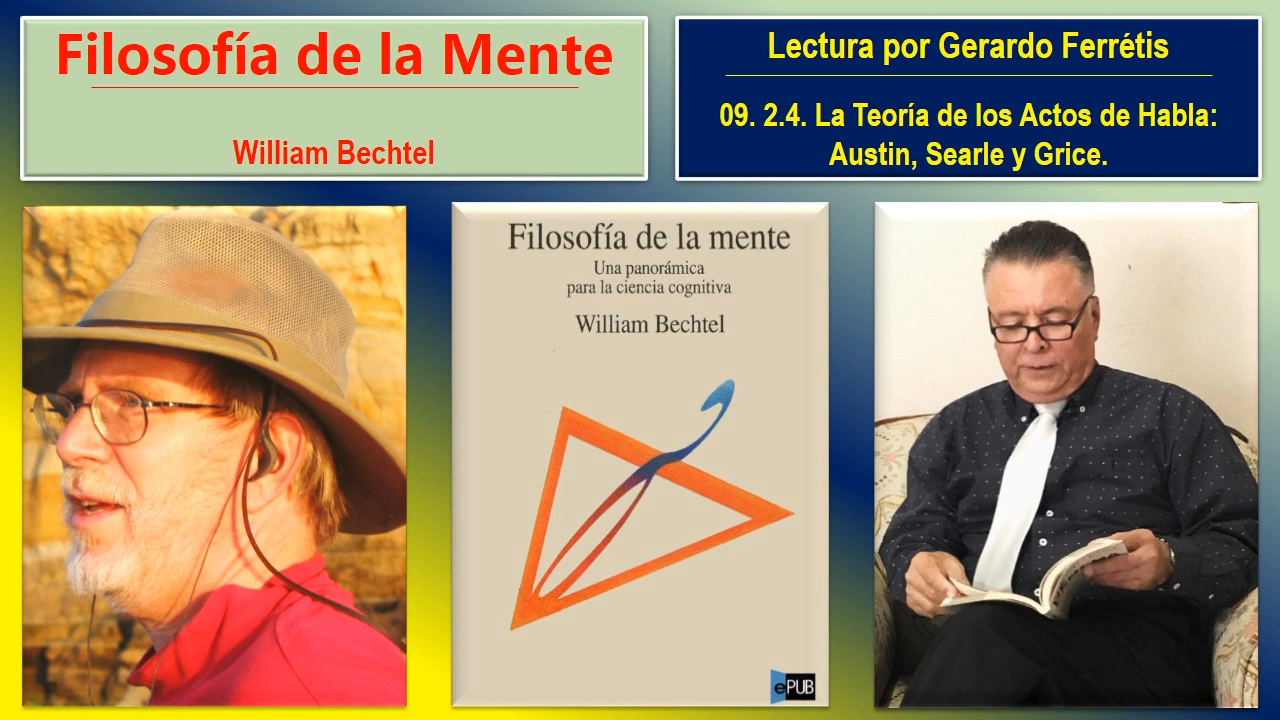 Filosofía de la Mente
William Bechtel
Lectura por Gerardo Ferrétis
09. 2.4. La Teoría de los Actos de Habla:
Austin, Searle y Grice.
Filosofía de la mente
Una panorámica
para la ciencia cognitiva
William Bechtel
ePUB